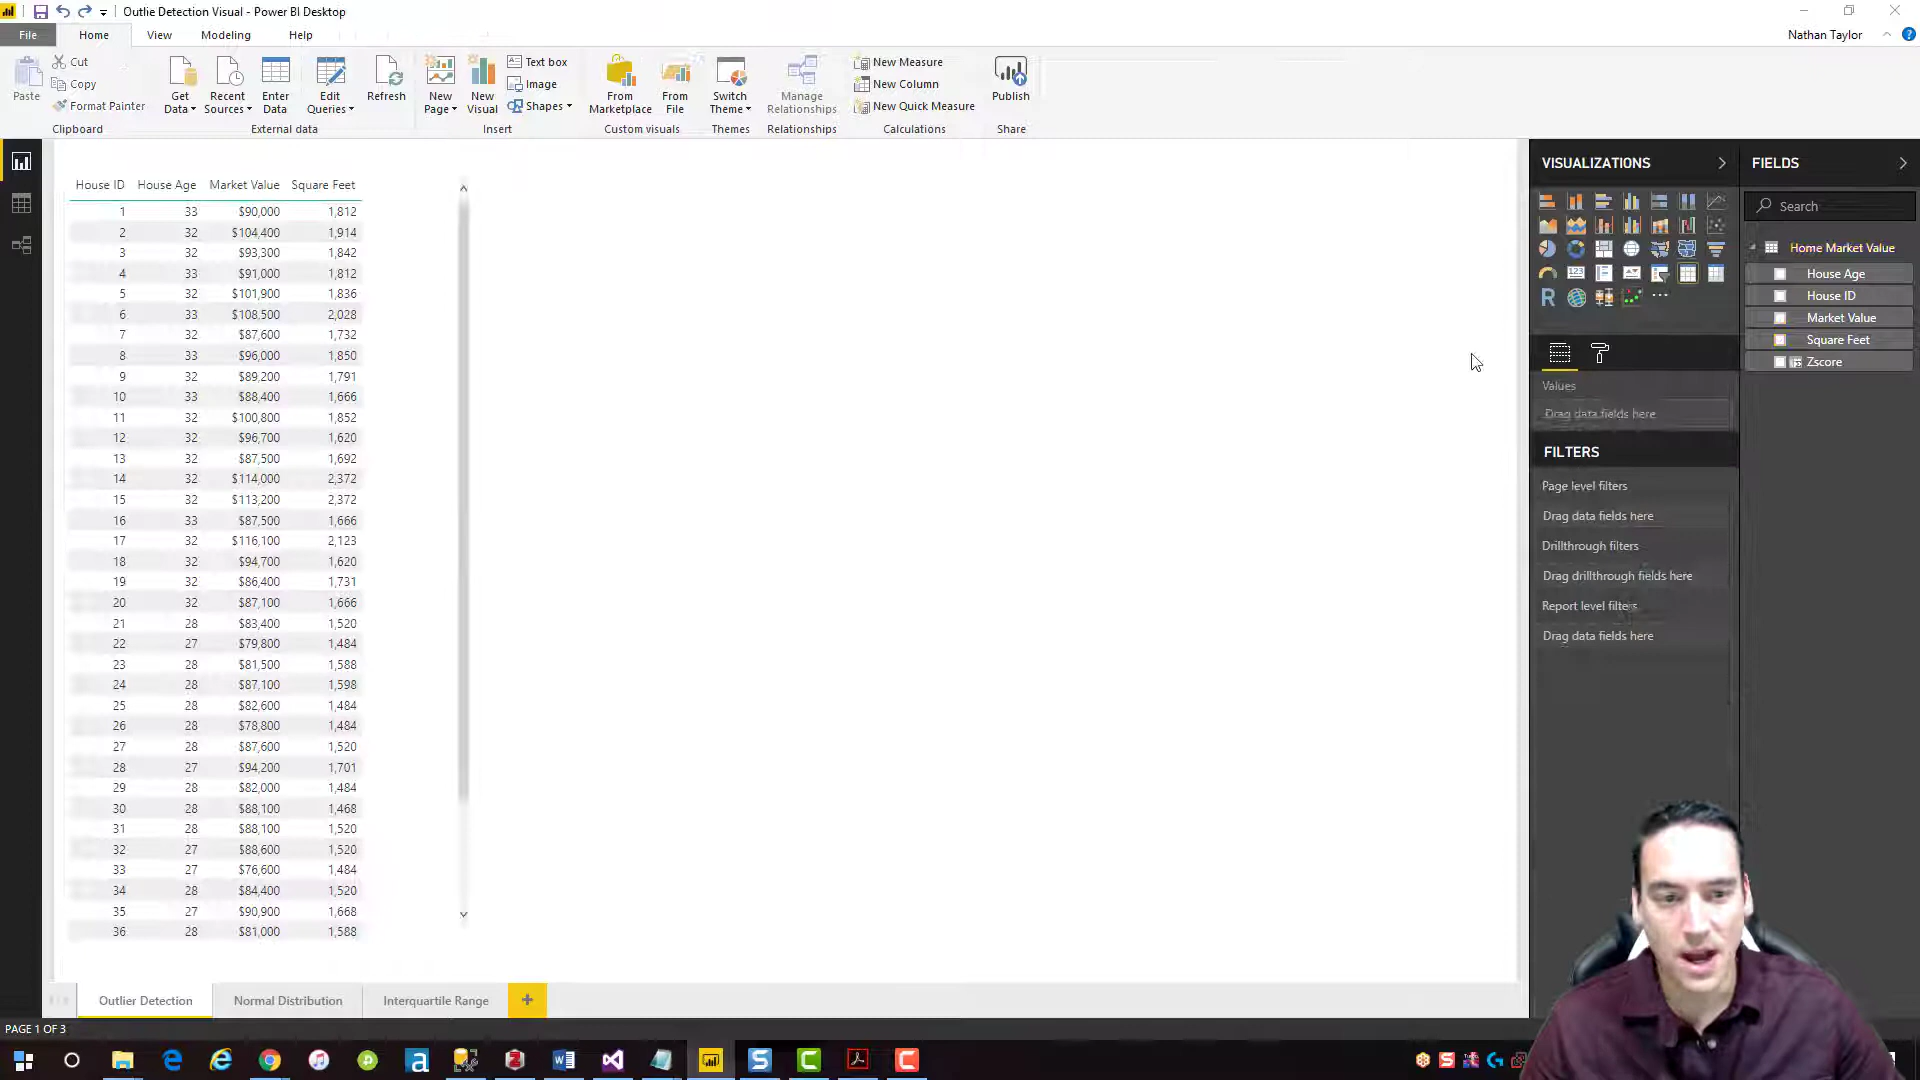 Outlie Detection Visual - Power BI Desktop
File Home View Modeling Help Nathan Taylor
Paste
Cut
Copy
Format Painter
Clipboard
Get Data
Recent Sources
Enter Data
Edit Queries
Refresh
External data
New Page
New Visual
Text box
Image
Shapes
Insert
From Marketplace
From File
Custom visuals
Switch Theme
Themes
Manage Relationships
Relationships
New Measure
New Column
New Quick Measure
Calculations
Publish
Share
House ID House Age Market Value Square Feet
1 33 $90,000 1,812
2 32 $104,400 1,914
3 32 $93,300 1,842
4 33 $91,000 1,812
5 32 $101,900 1,836
6 33 $108,500 2,028
7 32 $87,600 1,732
8 33 $96,000 1,850
9 32 $89,200 1,791
10 33 $88,400 1,666
11 32 $100,800 1,852
12 32 $96,700 1,620
13 32 $87,500 1,692
14 32 $114,000 2,372
15 32 $113,200 2,372
16 33 $87,500 1,666
17 32 $116,100 2,123
18 32 $94,700 1,620
19 32 $86,400 1,731
20 32 $87,100 1,666
21 28 $83,400 1,520
22 27 $79,800 1,484
23 28 $81,500 1,588
24 28 $87,100 1,598
25 28 $82,600 1,484
26 28 $78,800 1,484
27 28 $87,600 1,520
28 27 $94,200 1,701
29 28 $82,000 1,484
30 28 $88,100 1,468
31 28 $88,100 1,520
32 27 $88,600 1,520
33 27 $76,600 1,484
34 28 $84,400 1,520
35 27 $90,900 1,668
36 28 $81,000 1,588
VISUALIZATIONS
Values
Drag data fields here
FILTERS
Page level filters
Drag data fields here
Drillthrough filters
Drag drillthrough fields here
Report level filters
Drag data fields here
FIELDS
Search
Home Market Value
House Age
House ID
Market Value
Square Feet
Zscore
Outlier Detection Normal Distribution Interquartile Range +
PAGE 1 OF 3